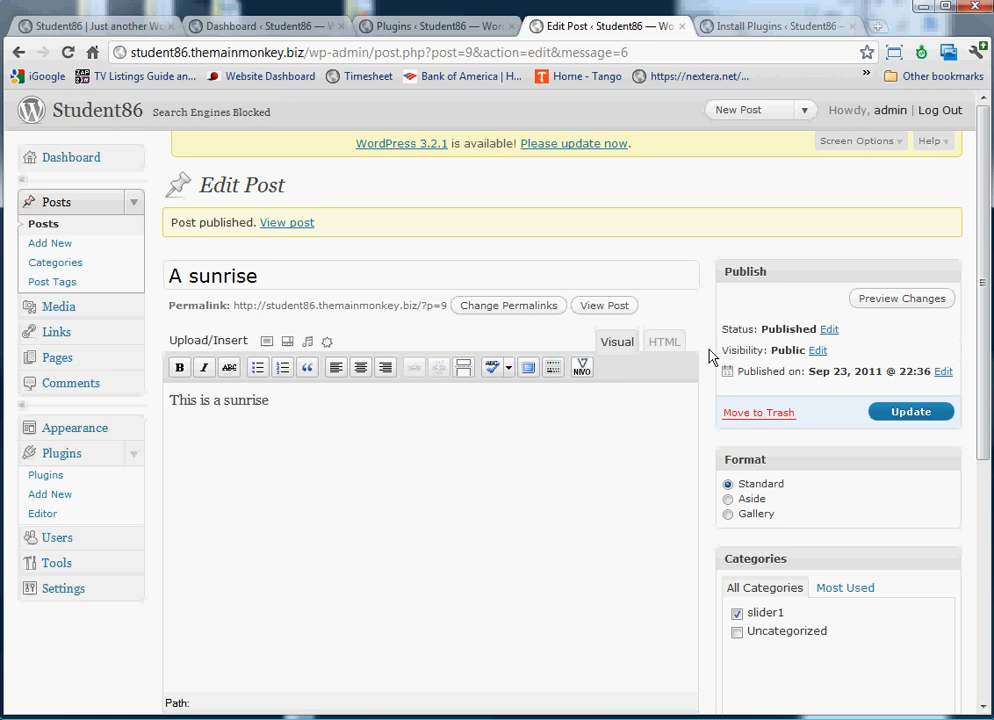 Student86 | Just another Wo
Dashboard ‹ Student86 — W
Plugins ‹ Student86 — Wor
Edit Post ‹ Student86 — Wo
Install Plugins ‹ Student86 –
student86.themainmonkey.biz/wp-admin/post.php?post=9&action=edit&message=6
iGoogle
TV Listings Guide an...
Website Dashboard
Timesheet
Bank of America | H...
Home - Tango
https://nextera.net/...
»
Other bookmarks
Student86
Search Engines Blocked
New Post
Howdy, admin | Log Out
WordPress 3.2.1 is available! Please update now.
Screen Options
Help
Dashboard
Edit Post
Posts
Posts
Add New
Categories
Post Tags
Media
Links
Pages
Comments
Appearance
Plugins
Plugins
Add New
Editor
Users
Tools
Settings
Post published. View post
A sunrise
Permalink: http://student86.themainmonkey.biz/?p=9
Change Permalinks
View Post
Upload/Insert
Visual
HTML
B
I
ABC
ABC
NIVO
This is a sunrise
Path:
Publish
Preview Changes
Status: Published Edit
Visibility: Public Edit
Published on: Sep 23, 2011 @ 22:36 Edit
Move to Trash
Update
Format
Standard
Aside
Gallery
Categories
All Categories
Most Used
slider1
Uncategorized